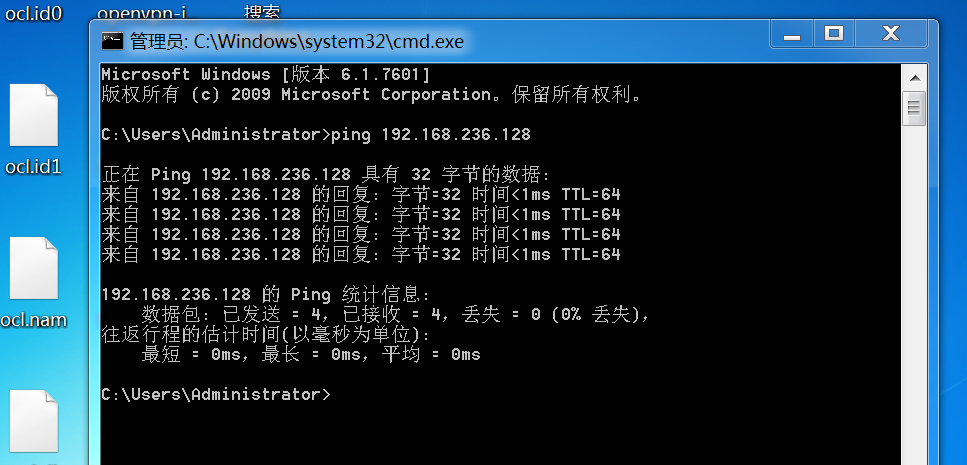 ocl.id0
openvpn-i...
搜索
管理员: C:\Windows\system32\cmd.exe
Microsoft Windows [版本 6.1.7601]
版权所有 (c) 2009 Microsoft Corporation。保留所有权利。
C:\Users\Administrator>ping 192.168.236.128
正在 Ping 192.168.236.128 具有 32 字节的数据:
来自 192.168.236.128 的回复: 字节=32 时间<1ms TTL=64
来自 192.168.236.128 的回复: 字节=32 时间<1ms TTL=64
来自 192.168.236.128 的回复: 字节=32 时间<1ms TTL=64
来自 192.168.236.128 的回复: 字节=32 时间<1ms TTL=64
192.168.236.128 的 Ping 统计信息:
数据包: 已发送 = 4，已接收 = 4，丢失 = 0 (0% 丢失)，
往返行程的估计时间(以毫秒为单位):
最短 = 0ms，最长 = 0ms，平均 = 0ms
C:\Users\Administrator>
ocl.id1
ocl.nam